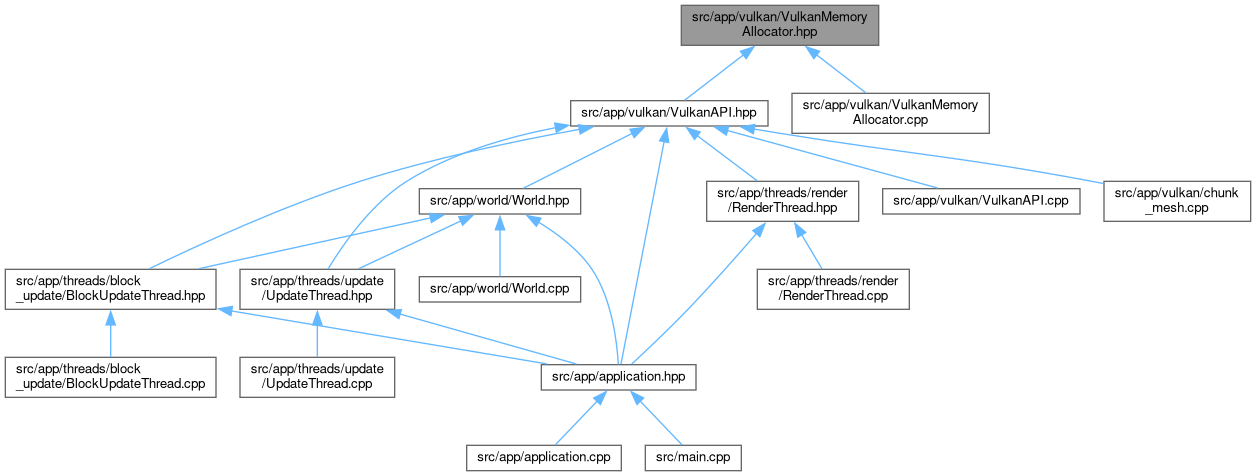 src/app/vulkan/VulkanMemory
Allocator.hpp
src/app/vulkan/VulkanAPI.hpp
src/app/vulkan/VulkanMemory
Allocator.cpp
src/app/world/World.hpp
src/app/threads/render
/RenderThread.hpp
src/app/vulkan/VulkanAPI.cpp
src/app/vulkan/chunk
_mesh.cpp
src/app/threads/block
_update/BlockUpdateThread.hpp
src/app/threads/update
/UpdateThread.hpp
src/app/world/World.cpp
src/app/threads/render
/RenderThread.cpp
src/app/threads/block
_update/BlockUpdateThread.cpp
src/app/threads/update
/UpdateThread.cpp
src/app/application.hpp
src/app/application.cpp
src/main.cpp